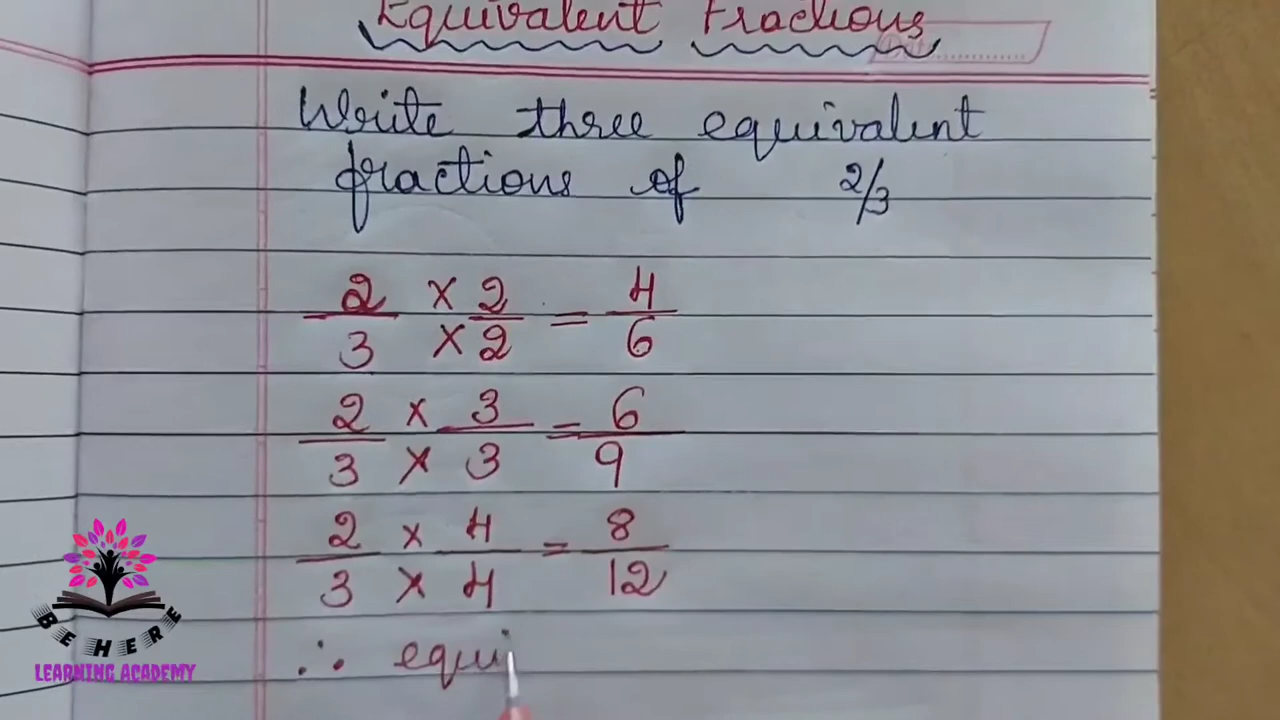 Equivalent Fractions
Write three equivalent
fractions of 2/3
2/3 × 2/× 2 = 4/6
2/3 × 3/× 3 = 6/9
2/3 × 4/× 4 = 8/12
∴ equi
BEHERE
LEARNING ACADEMY